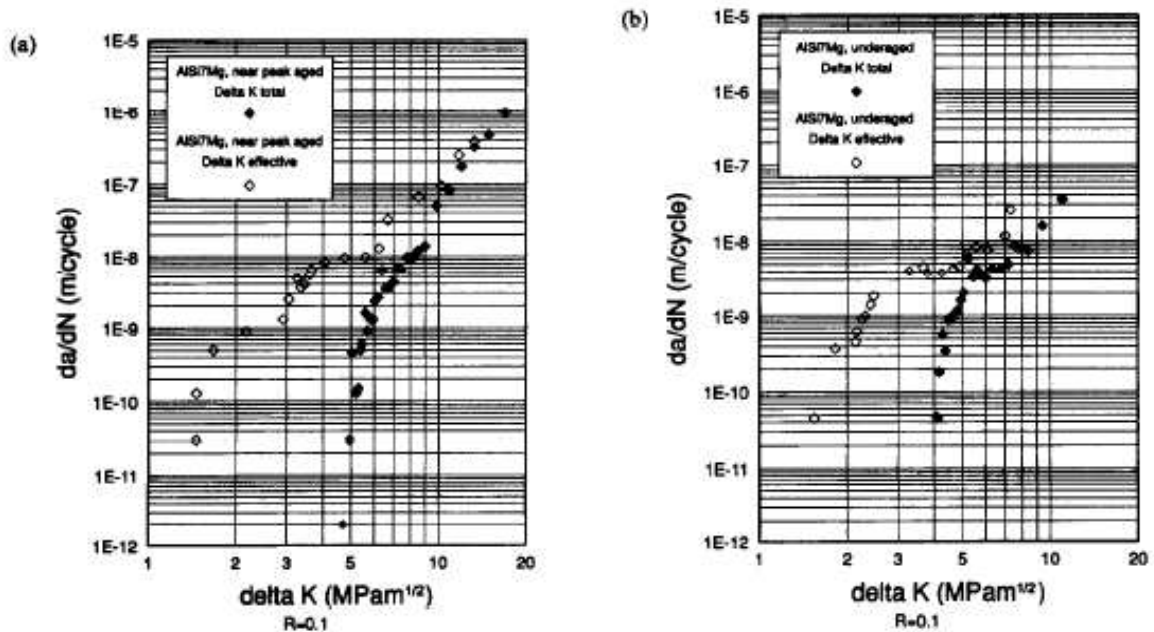 (a)
1E-5
1E-6
1E-7
1E-8
1E-9
1E-10
1E-11
1E-12
da/dN (m/cycle)
AlSi7Mg, near peak aged
Delta K total
AlSi7Mg, near peak aged
Delta K effective
1
2
3
5
10
20
delta K (MPam1/2)
R=0.1
(b)
1E-5
1E-6
1E-7
1E-8
1E-9
1E-10
1E-11
1E-12
da/dN (m/cycle)
AlSi7Mg, underaged
Delta K total
AlSi7Mg, underaged
Delta K effective
1
2
3
5
10
20
delta K (MPam1/2)
R=0.1